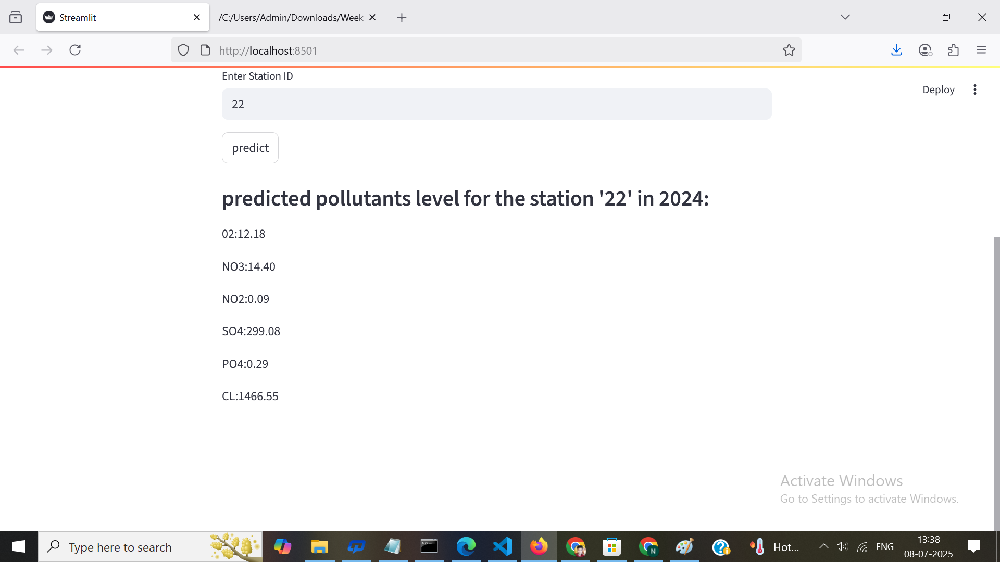 Streamlit
/C:/Users/Admin/Downloads/Week_
http://localhost:8501
Enter Station ID
Deploy
22
predict
predicted pollutants level for the station '22' in 2024:
02:12.18
NO3:14.40
NO2:0.09
SO4:299.08
PO4:0.29
CL:1466.55
Activate Windows
Go to Settings to activate Windows.
Type here to search
N
Hot...
ENG
13:38
08-07-2025